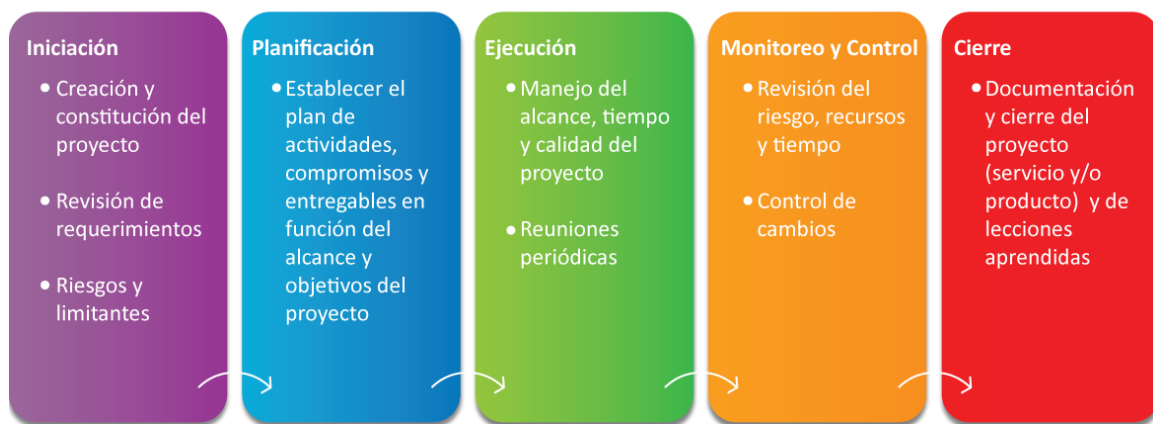 Iniciación
• Creación y
constitución del
proyecto
• Revisión de
requerimientos
• Riesgos y
limitantes
Planificación
• Establecer el
plan de
actividades,
compromisos y
entregables en
función del
alcance y
objetivos del
proyecto
Ejecución
• Manejo del
alcance, tiempo
y calidad del
proyecto
• Reuniones
periódicas
Monitoreo y Control
• Revisión del
riesgo, recursos
y tiempo
• Control de
cambios
Cierre
• Documentación
y cierre del
proyecto
(servicio y/o
producto) y de
lecciones
aprendidas